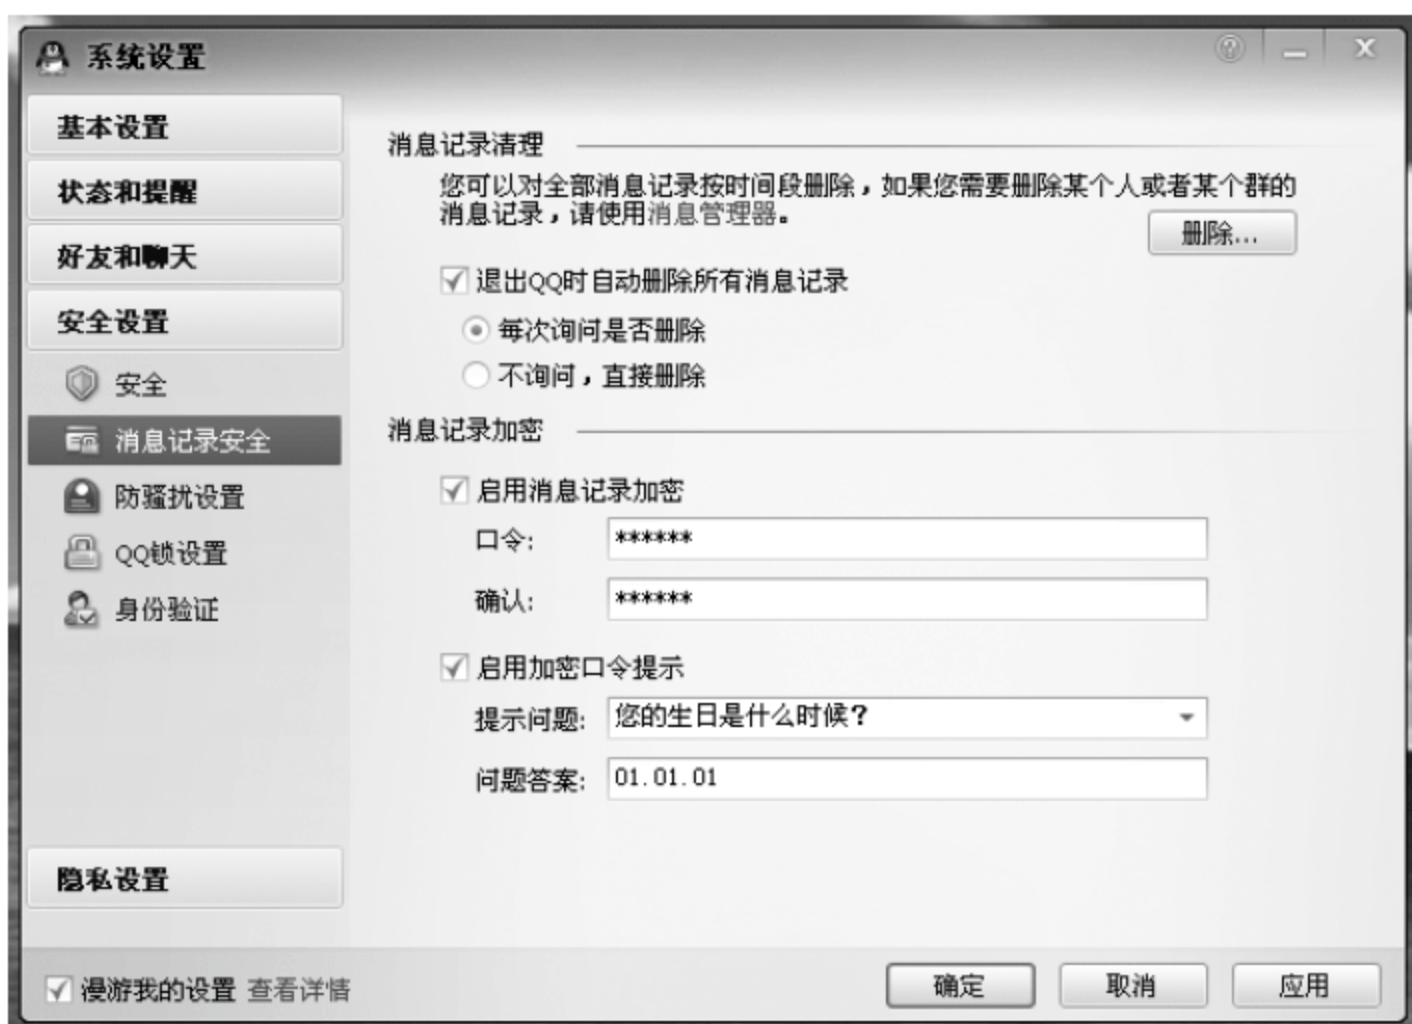 系统设置
基本设置
状态和提醒
好友和聊天
安全设置
安全
消息记录安全
防骚扰设置
QQ锁设置
身份验证
隐私设置
消息记录清理
您可以对全部消息记录按时间段删除，如果您需要删除某个人或者某个群的
消息记录，请使用消息管理器。
删除...
退出QQ时自动删除所有消息记录
每次询问是否删除
不询问，直接删除
消息记录加密
启用消息记录加密
口令: ******
确认: ******
启用加密口令提示
提示问题: 您的生日是什么时候？
问题答案: 01.01.01
漫游我的设置 查看详情
确定 取消 应用